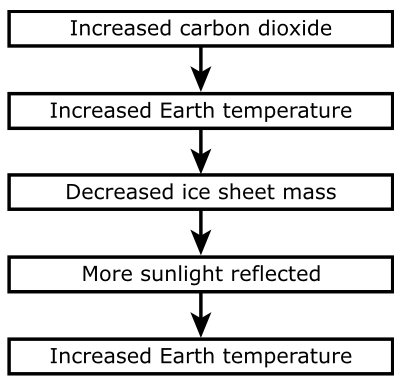 Increased carbon dioxide
Increased Earth temperature
Decreased ice sheet mass
More sunlight reflected
Increased Earth temperature